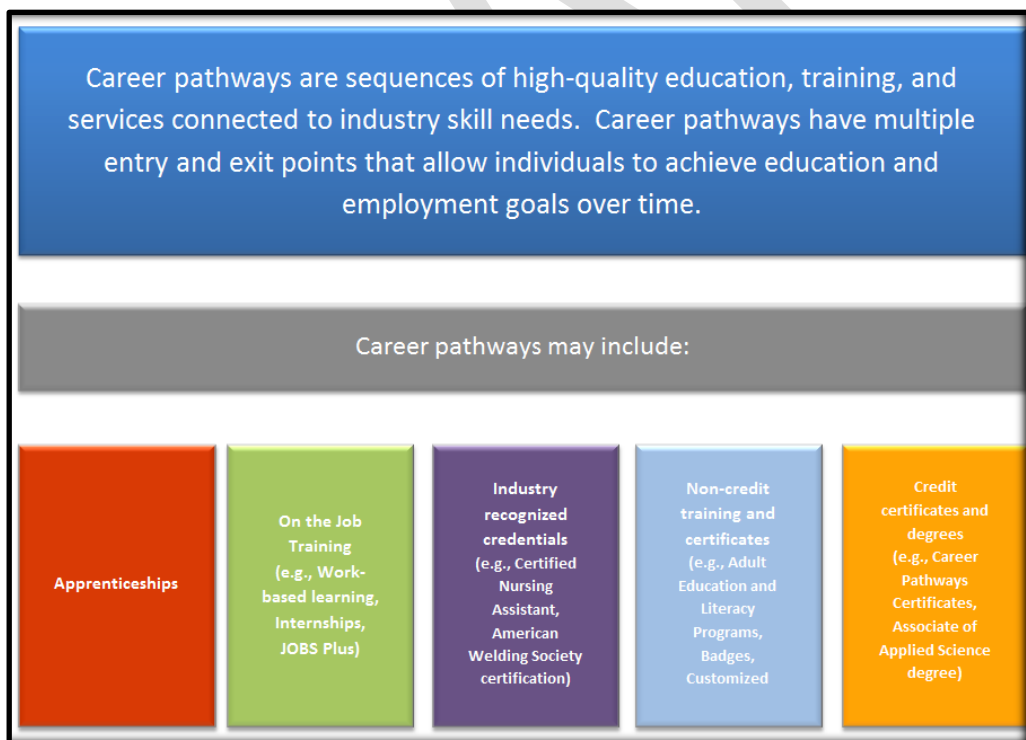 Career pathways are sequences of high-quality education, training, and
services connected to industry skill needs.  Career pathways have multiple
entry and exit points that allow individuals to achieve education and
employment goals over time.
Career pathways may include:
Apprenticeships
On the Job
Training
(e.g., Work-
based learning,
Internships,
JOBS Plus)
Industry
recognized
credentials
(e.g., Certified
Nursing
Assistant,
American
Welding Society
certification)
Non-credit
training and
certificates
(e.g., Adult
Education and
Literacy
Programs,
Badges,
Customized
Credit
certificates and
degrees
(e.g., Career
Pathways
Certificates,
Associate of
Applied Science
degree)